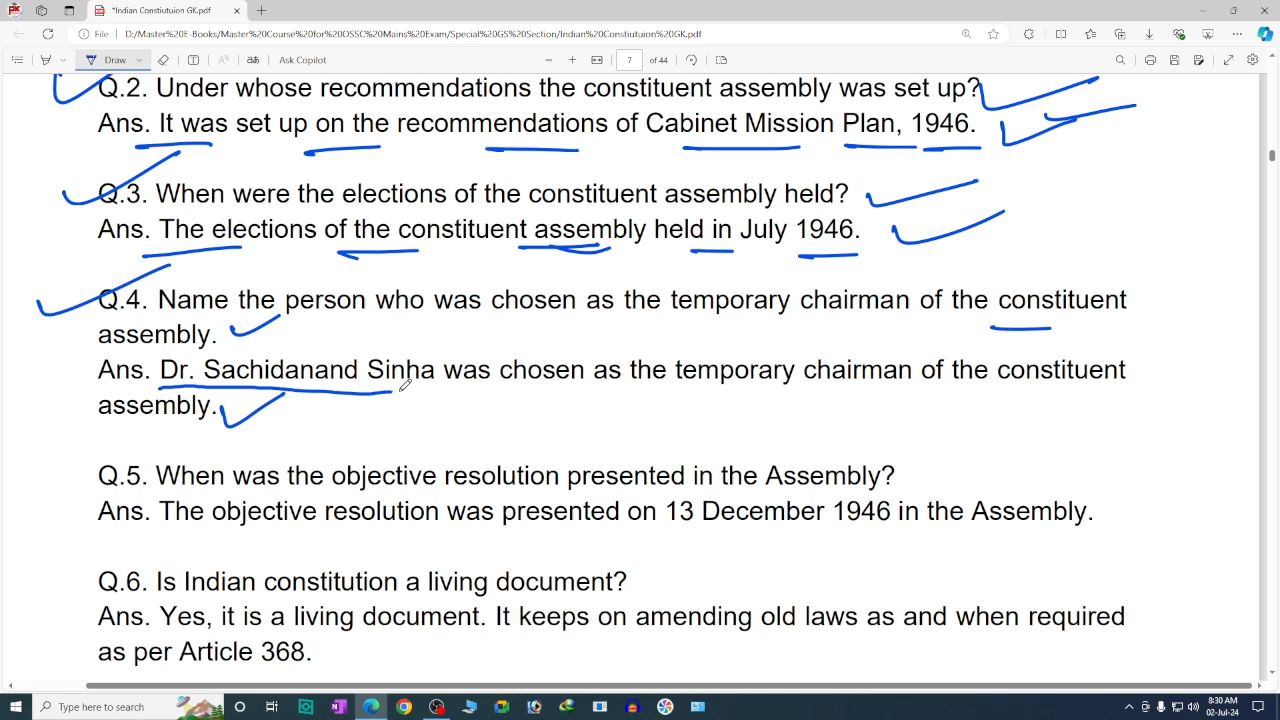 *Indian Constiutuion GK.pdf
File
D:/Master%20E-Books/Master%20Course%20for%20OSSC%20Mains%20Exam/Special%20GS%20Section/Indian%20Constiutuion%20GK.pdf
Draw
Ask Copilot
7 of 44
Q.2. Under whose recommendations the constituent assembly was set up?
Ans. It was set up on the recommendations of Cabinet Mission Plan, 1946.
Q.3. When were the elections of the constituent assembly held?
Ans. The elections of the constituent assembly held in July 1946.
Q.4. Name the person who was chosen as the temporary chairman of the constituent
assembly.
Ans. Dr. Sachidanand Sinha was chosen as the temporary chairman of the constituent
assembly.
Q.5. When was the objective resolution presented in the Assembly?
Ans. The objective resolution was presented on 13 December 1946 in the Assembly.
Q.6. Is Indian constitution a living document?
Ans. Yes, it is a living document. It keeps on amending old laws as and when required
as per Article 368.
Type here to search
8:30 AM
02-Jul-24